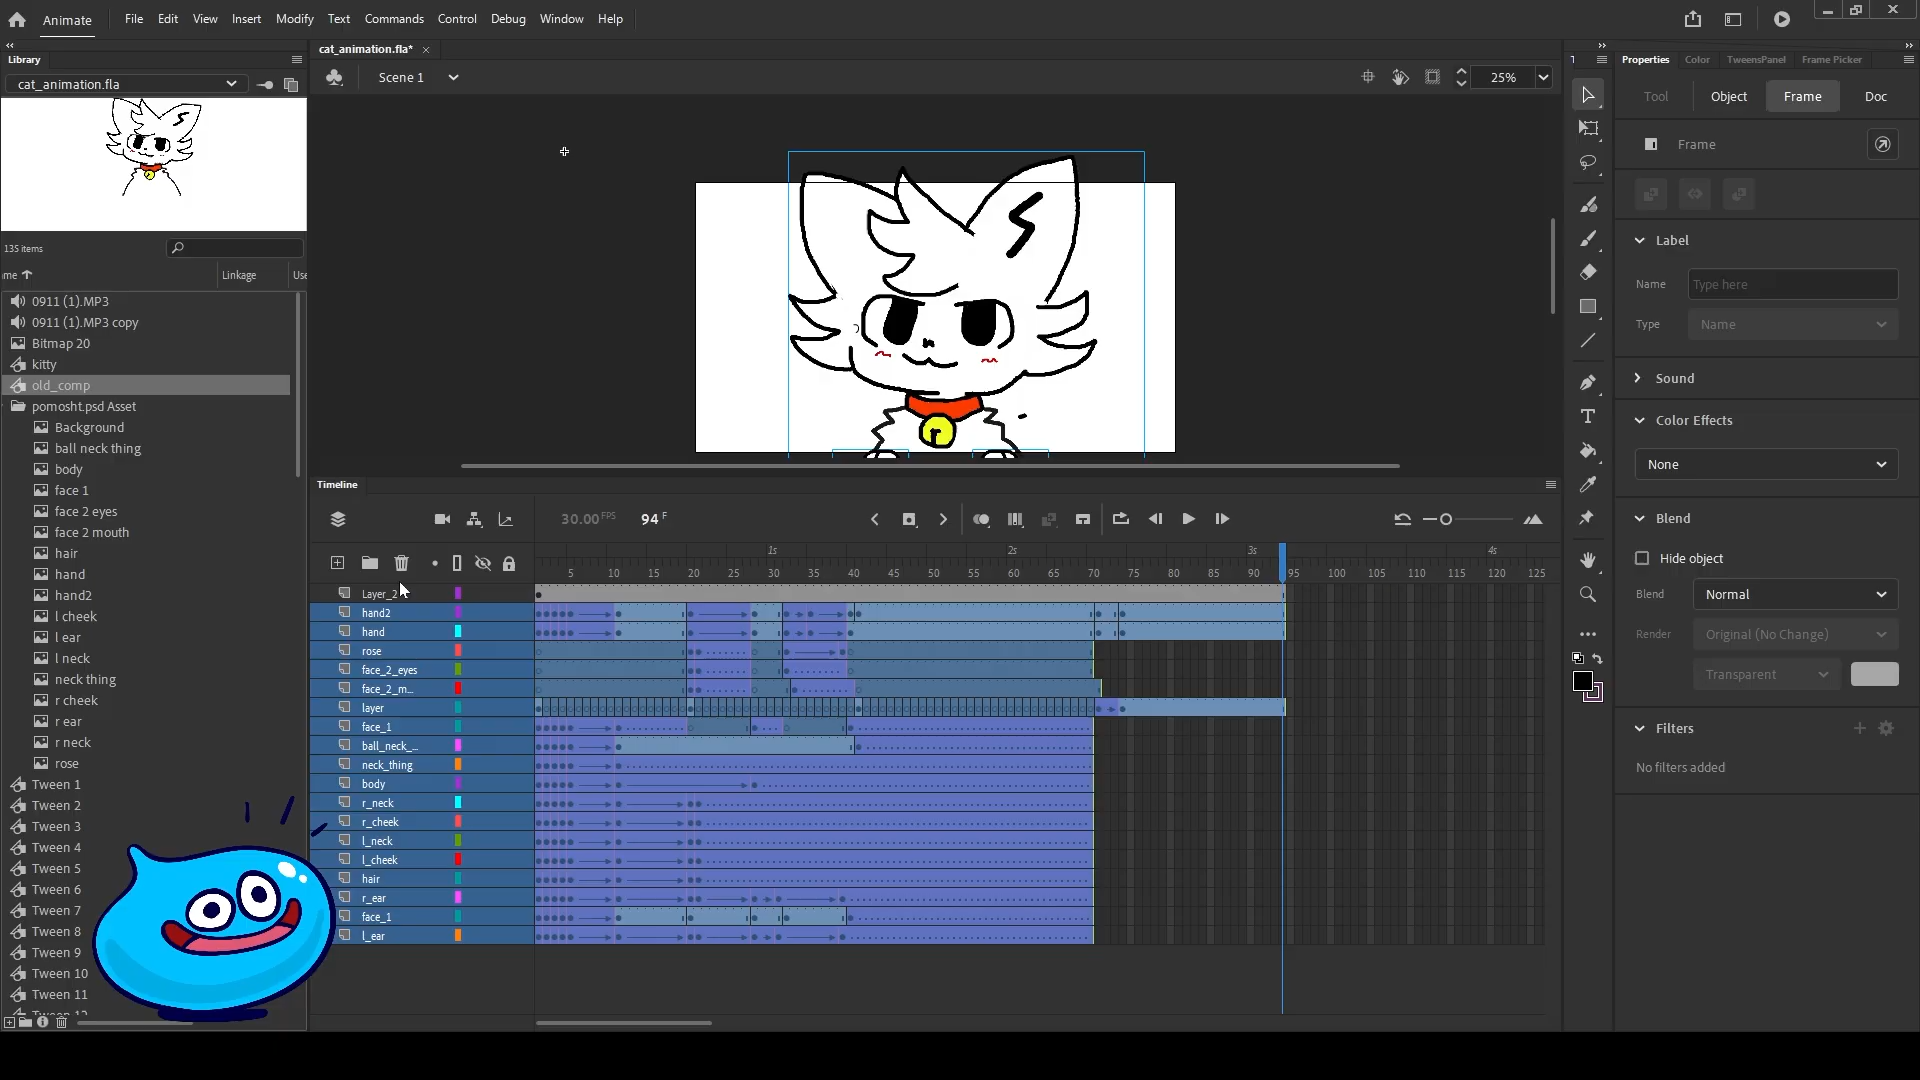 Animate
File Edit View Insert Modify Text Commands Control Debug Window Help
Library
cat_animation.fla
135 items
Linkage
0911 (1).MP3
0911 (1).MP3 copy
Bitmap 20
kitty
old_comp
pomosht.psd Asset
Background
ball neck thing
body
face 1
face 2 eyes
face 2 mouth
hair
hand
hand2
l cheek
l ear
l neck
neck thing
r cheek
r ear
r neck
rose
Tween 1
Tween 2
Tween 3
Tween 4
Tween 5
Tween 6
Tween 7
Tween 8
Tween 9
Tween 10
Tween 11
cat_animation.fla*
Scene 1
25%
r
Timeline
30.00 FPS 94 F
1s 2s 3s 4s
5 10 15 20 25 30 35 40 45 50 55 60 65 70 75 80 85 90 95 100 105 110 115 120 125
Layer_2
hand2
hand
rose
face_2_eyes
face_2_m...
layer
face_1
ball_neck_...
neck_thing
body
r_neck
r_cheek
l_neck
l_cheek
hair
r_ear
face_1
l_ear
Properties Color TweensPanel Frame Picker
Tool Object Frame Doc
Frame
Label
Name Type here
Type Name
Sound
Color Effects
None
Blend
Hide object
Blend Normal
Render Original (No Change)
Transparent
Filters
No filters added